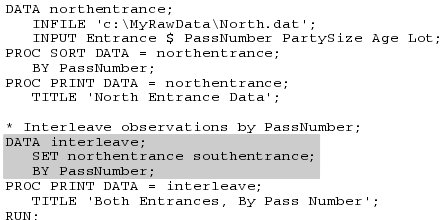 DATA northentrance;
   INFILE 'c:\MyRawData\North.dat';
   INPUT Entrance $ PassNumber PartySize Age Lot;
PROC SORT DATA = northentrance;
   BY PassNumber;
PROC PRINT DATA = northentrance;
   TITLE 'North Entrance Data';

* Interleave observations by PassNumber;
DATA interleave;
   SET northentrance southentrance;
   BY PassNumber;
PROC PRINT DATA = interleave;
   TITLE 'Both Entrances, By Pass Number';
RUN;